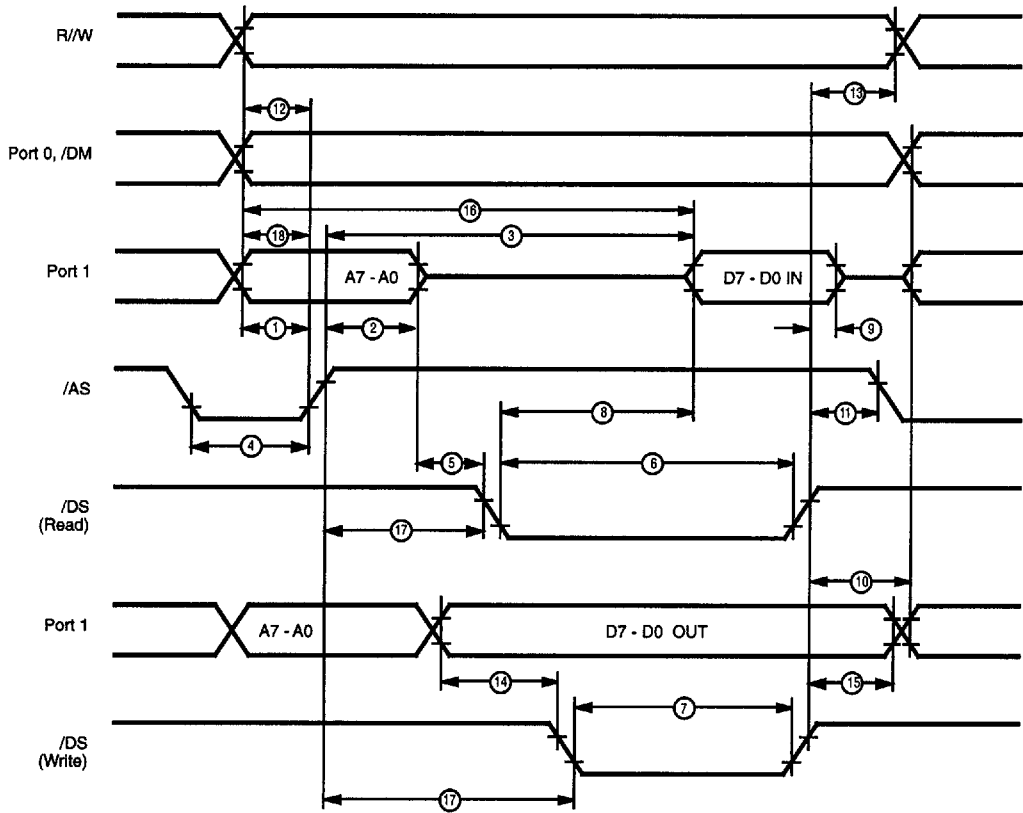 R//W
13
12
Port 0, /DM
16
18
3
Port 1
A7 - A0
D7 - D0 IN
1
2
9
/AS
8
11
4
5
6
/DS
(Read)
17
10
Port 1
A7 - A0
D7 - D0 OUT
14
15
7
/DS
(Write)
17